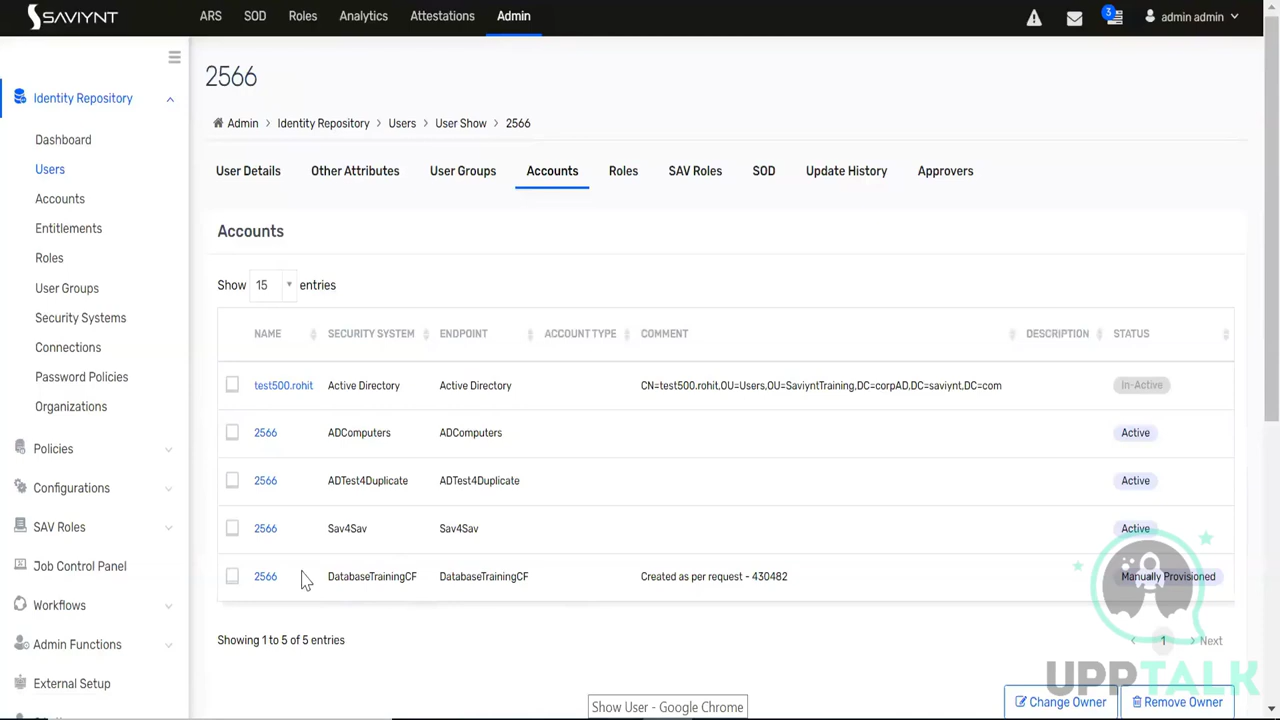 SAVIYNT ARS SOD Roles Analytics Attestations Admin 3 admin admin
2566
Identity Repository
Admin > Identity Repository > Users > User Show > 2566
Dashboard
Users
Accounts
Entitlements
Roles
User Groups
Security Systems
Connections
Password Policies
Organizations
Policies
Configurations
SAV Roles
Job Control Panel
Workflows
Admin Functions
External Setup
User Details Other Attributes User Groups Accounts Roles SAV Roles SOD Update History Approvers
Accounts
Show 15 entries
NAME SECURITY SYSTEM ENDPOINT ACCOUNT TYPE COMMENT DESCRIPTION STATUS
test500.rohit Active Directory Active Directory CN=test500.rohit,OU=Users,OU=SaviyntTraining,DC=corpAD,DC=saviynt,DC=com In-Active
2566 ADComputers ADComputers Active
2566 ADTest4Duplicate ADTest4Duplicate Active
2566 Sav4Sav Sav4Sav Active
2566 DatabaseTrainingCF DatabaseTrainingCF Created as per request - 430482 Manually Provisioned
Showing 1 to 5 of 5 entries
< 1 > Next
UPPTALK
Change Owner Remove Owner
Show User - Google Chrome